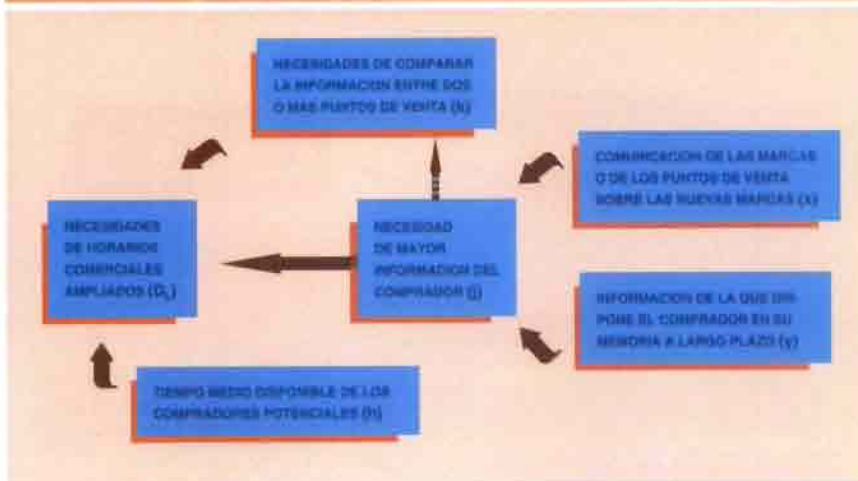 NECESIDADES DE COMPARAR
LA INFORMACION ENTRE DOS
O MAS PUNTOS DE VENTA (k)
COMUNICACION DE LAS MARCAS
O DE LOS PUNTOS DE VENTA
SOBRE LAS NUEVAS MARCAS (x)
NECESIDADES
DE HORARIOS
COMERCIALES
AMPLIADOS
NECESIDAD
DE MAYOR
INFORMACION DEL
COMPRADOR (j)
INFORMACION DE LA QUE DIS-
PONE EL COMPRADOR EN SU
MEMORIA A LARGO PLAZO (y)
TIEMPO MEDIO DISPONIBLE DE LOS
COMPRADORES POTENCIALES (h)